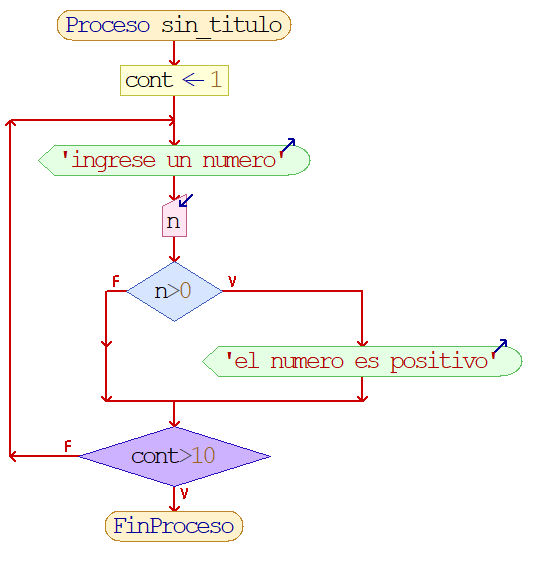 Proceso sin_titulo
cont ← 1
'ingrese un numero'
n
F
V
n>0
'el numero es positivo'
F
cont>10
V
FinProceso